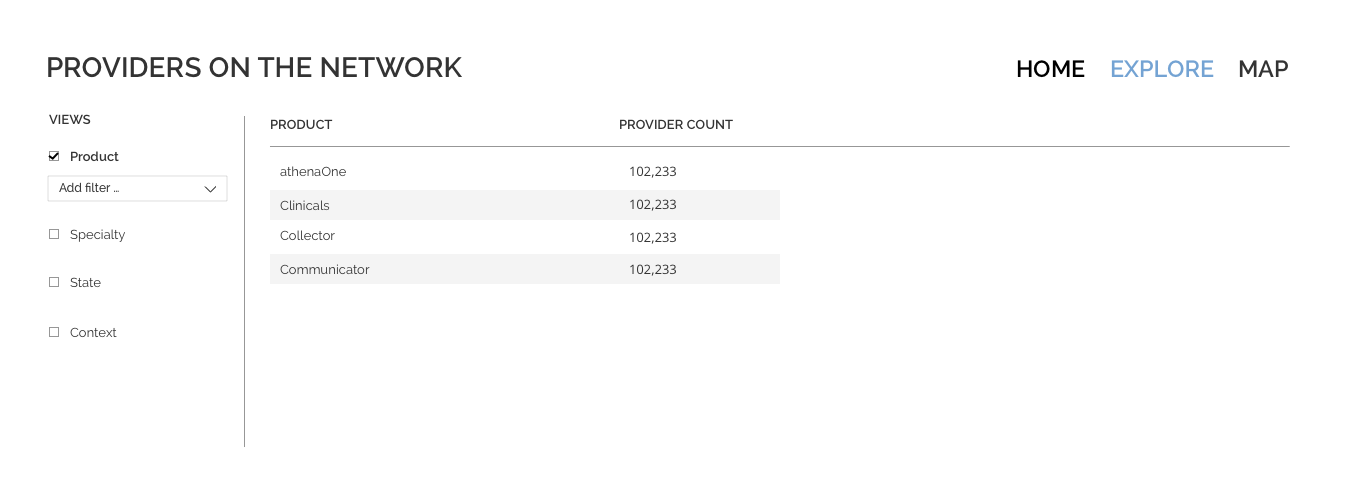 PROVIDERS ON THE NETWORK
HOME EXPLORE MAP
VIEWS
Product
Add filter ...
Specialty
State
Context
PRODUCT PROVIDER COUNT
athenaOne 102,233
Clinicals 102,233
Collector 102,233
Communicator 102,233